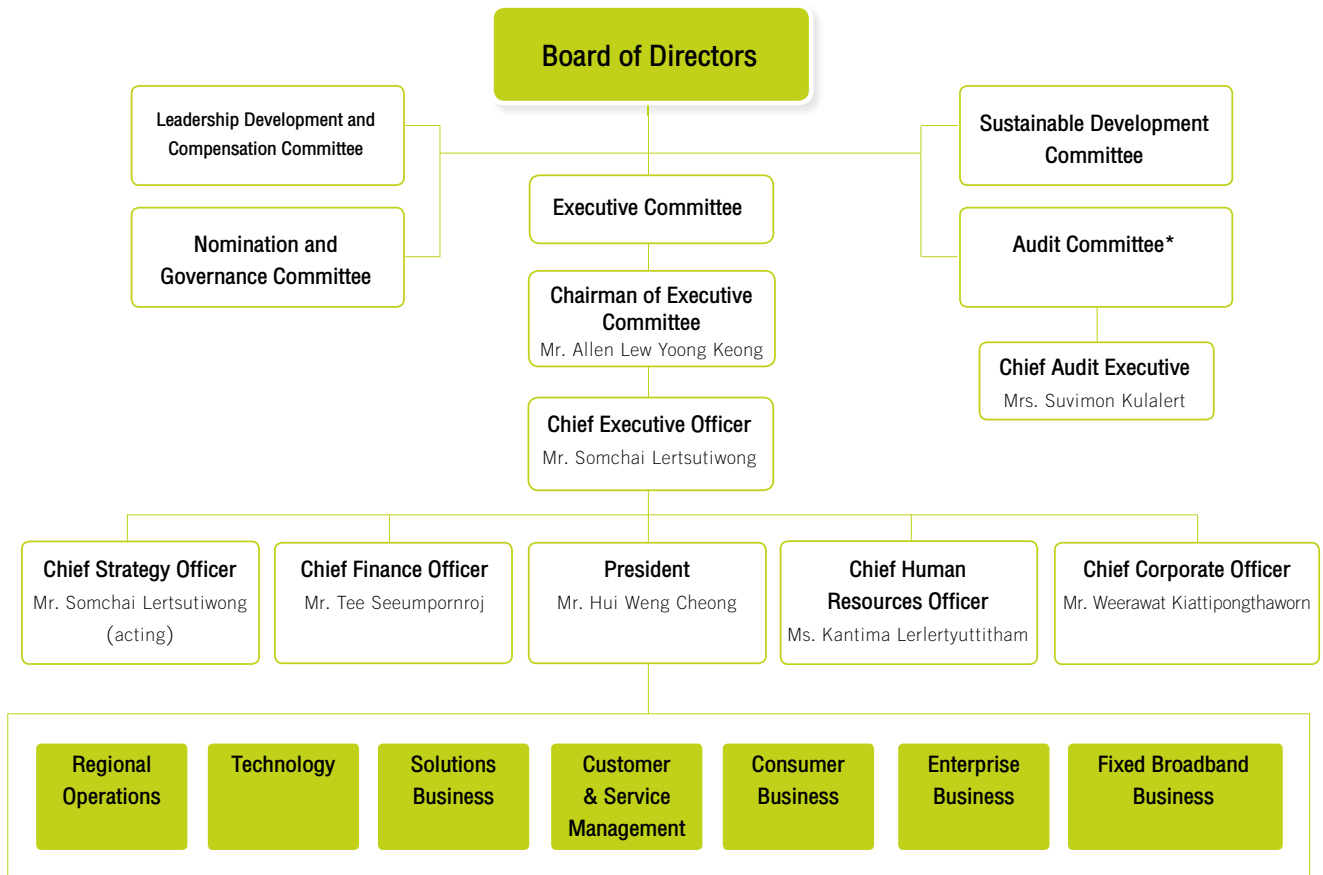 Board of Directors
Leadership Development and
Compensation Committee
Sustainable Development
Committee
Executive Committee
Nomination and
Governance Committee
Audit Committee*
Chairman of Executive
Committee
Mr. Allen Lew Yoong Keong
Chief Audit Executive
Mrs. Suvimon Kulalert
Chief Executive Officer
Mr. Somchai Lertsutiwong
Chief Strategy Officer
Mr. Somchai Lertsutiwong
(acting)
Chief Finance Officer
Mr. Tee Seeumpornroj
President
Mr. Hui Weng Cheong
Chief Human
Resources Officer
Ms. Kantima Lerlertyuttitham
Chief Corporate Officer
Mr. Weerawat Kiattipongthaworn
Regional
Operations
Technology
Solutions
Business
Customer
& Service
Management
Consumer
Business
Enterprise
Business
Fixed Broadband
Business